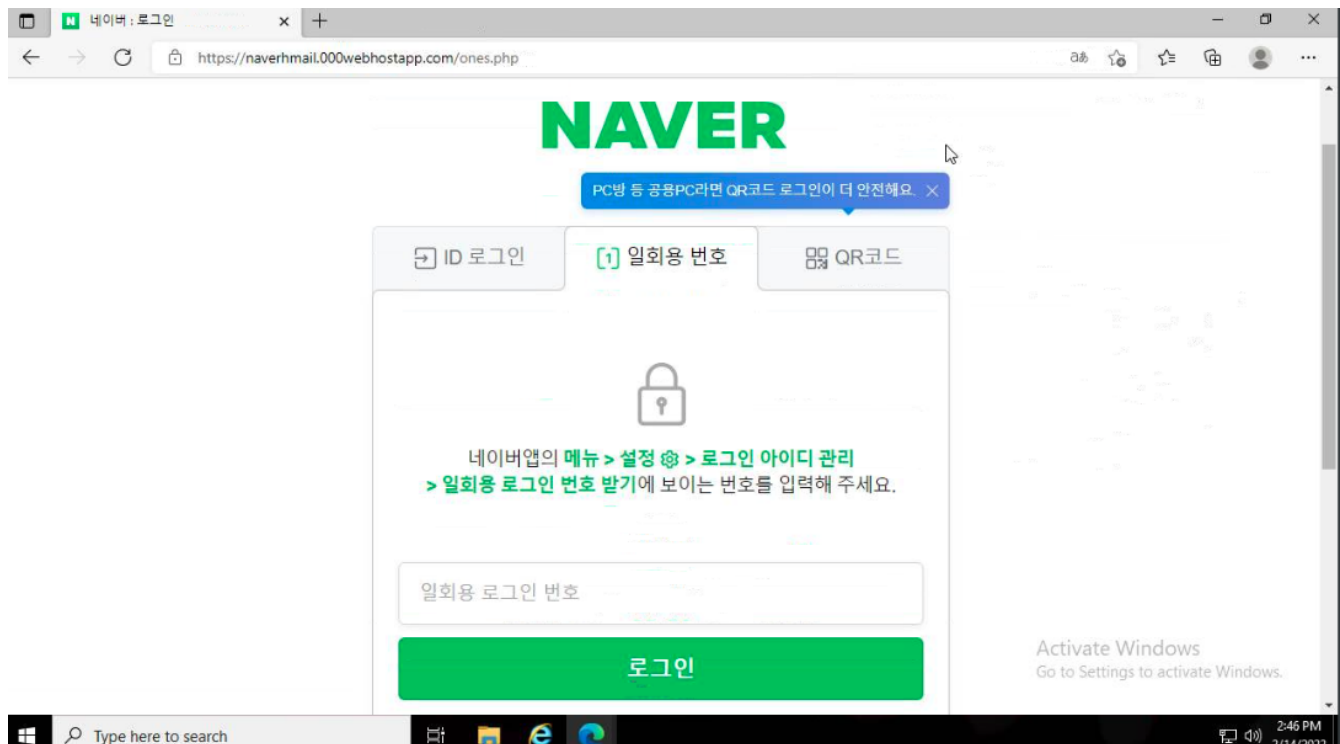 네이버 : 로그인
https://naverhmail.000webhostapp.com/ones.php
NAVER
PC방 등 공용PC라면 QR코드 로그인이 더 안전해요.
ID 로그인
[1] 일회용 번호
QR코드
네이버앱의 메뉴 > 설정 > 로그인 아이디 관리
> 일회용 로그인 번호 받기에 보이는 번호를 입력해 주세요.
일회용 로그인 번호
로그인
Activate Windows
Go to Settings to activate Windows.
Type here to search
2:46 PM